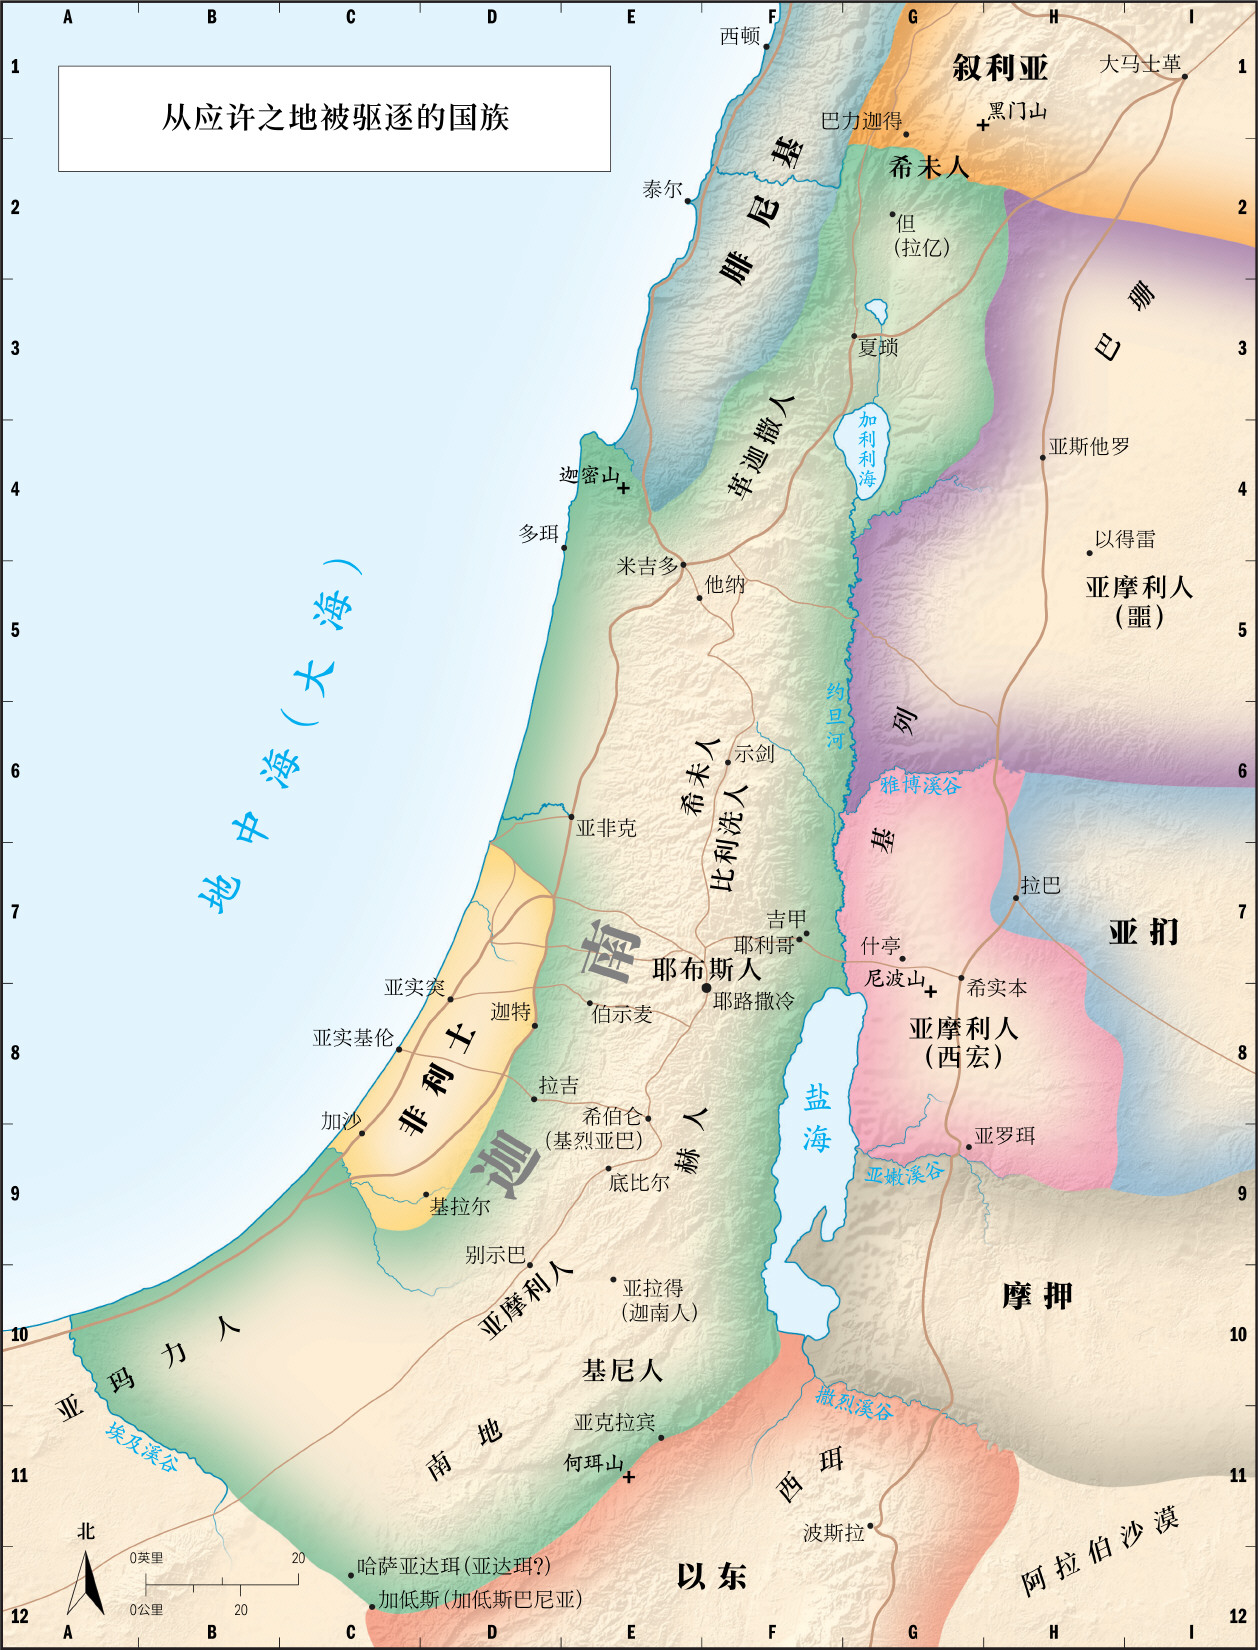 A B C D E F G H I
1
2
3
4
5
6
7
8
9
10
11
12
从应许之地被驱逐的国族
西顿
叙利亚
大马士革
黑门山
巴力迦得
希未人
腓尼基
泰尔
但
(拉亿)
巴珊
夏琐
加利利海
革迦撒人
迦密山
亚斯他罗
多珥
以得雷
米吉多
他纳
亚摩利人
(噩)
地中海(大海)
约旦河
基列
示剑
希未人
比利洗人
雅博溪谷
亚非克
拉巴
亚扪
吉甲
耶利哥
什亭
尼波山
希实本
耶布斯人
耶路撒冷
迦南
亚实突
伯示麦
迦特
亚实基伦
非利士
亚摩利人
(西宏)
拉吉
希伯仑
(基烈亚巴)
加沙
赫人
盐海
亚罗珥
亚嫩溪谷
底比尔
基拉尔
别示巴
亚摩利人
亚拉得
(迦南人)
摩押
亚玛力人
基尼人
埃及溪谷
南地
亚克拉宾
何珥山
撒烈溪谷
西珥
波斯拉
阿拉伯沙漠
以东
哈萨亚达珥(亚达珥?)
加低斯(加低斯巴尼亚)
北
0英里 20
0公里 20
1
2
3
4
5
6
7
8
9
10
11
12
A B C D E F G H I